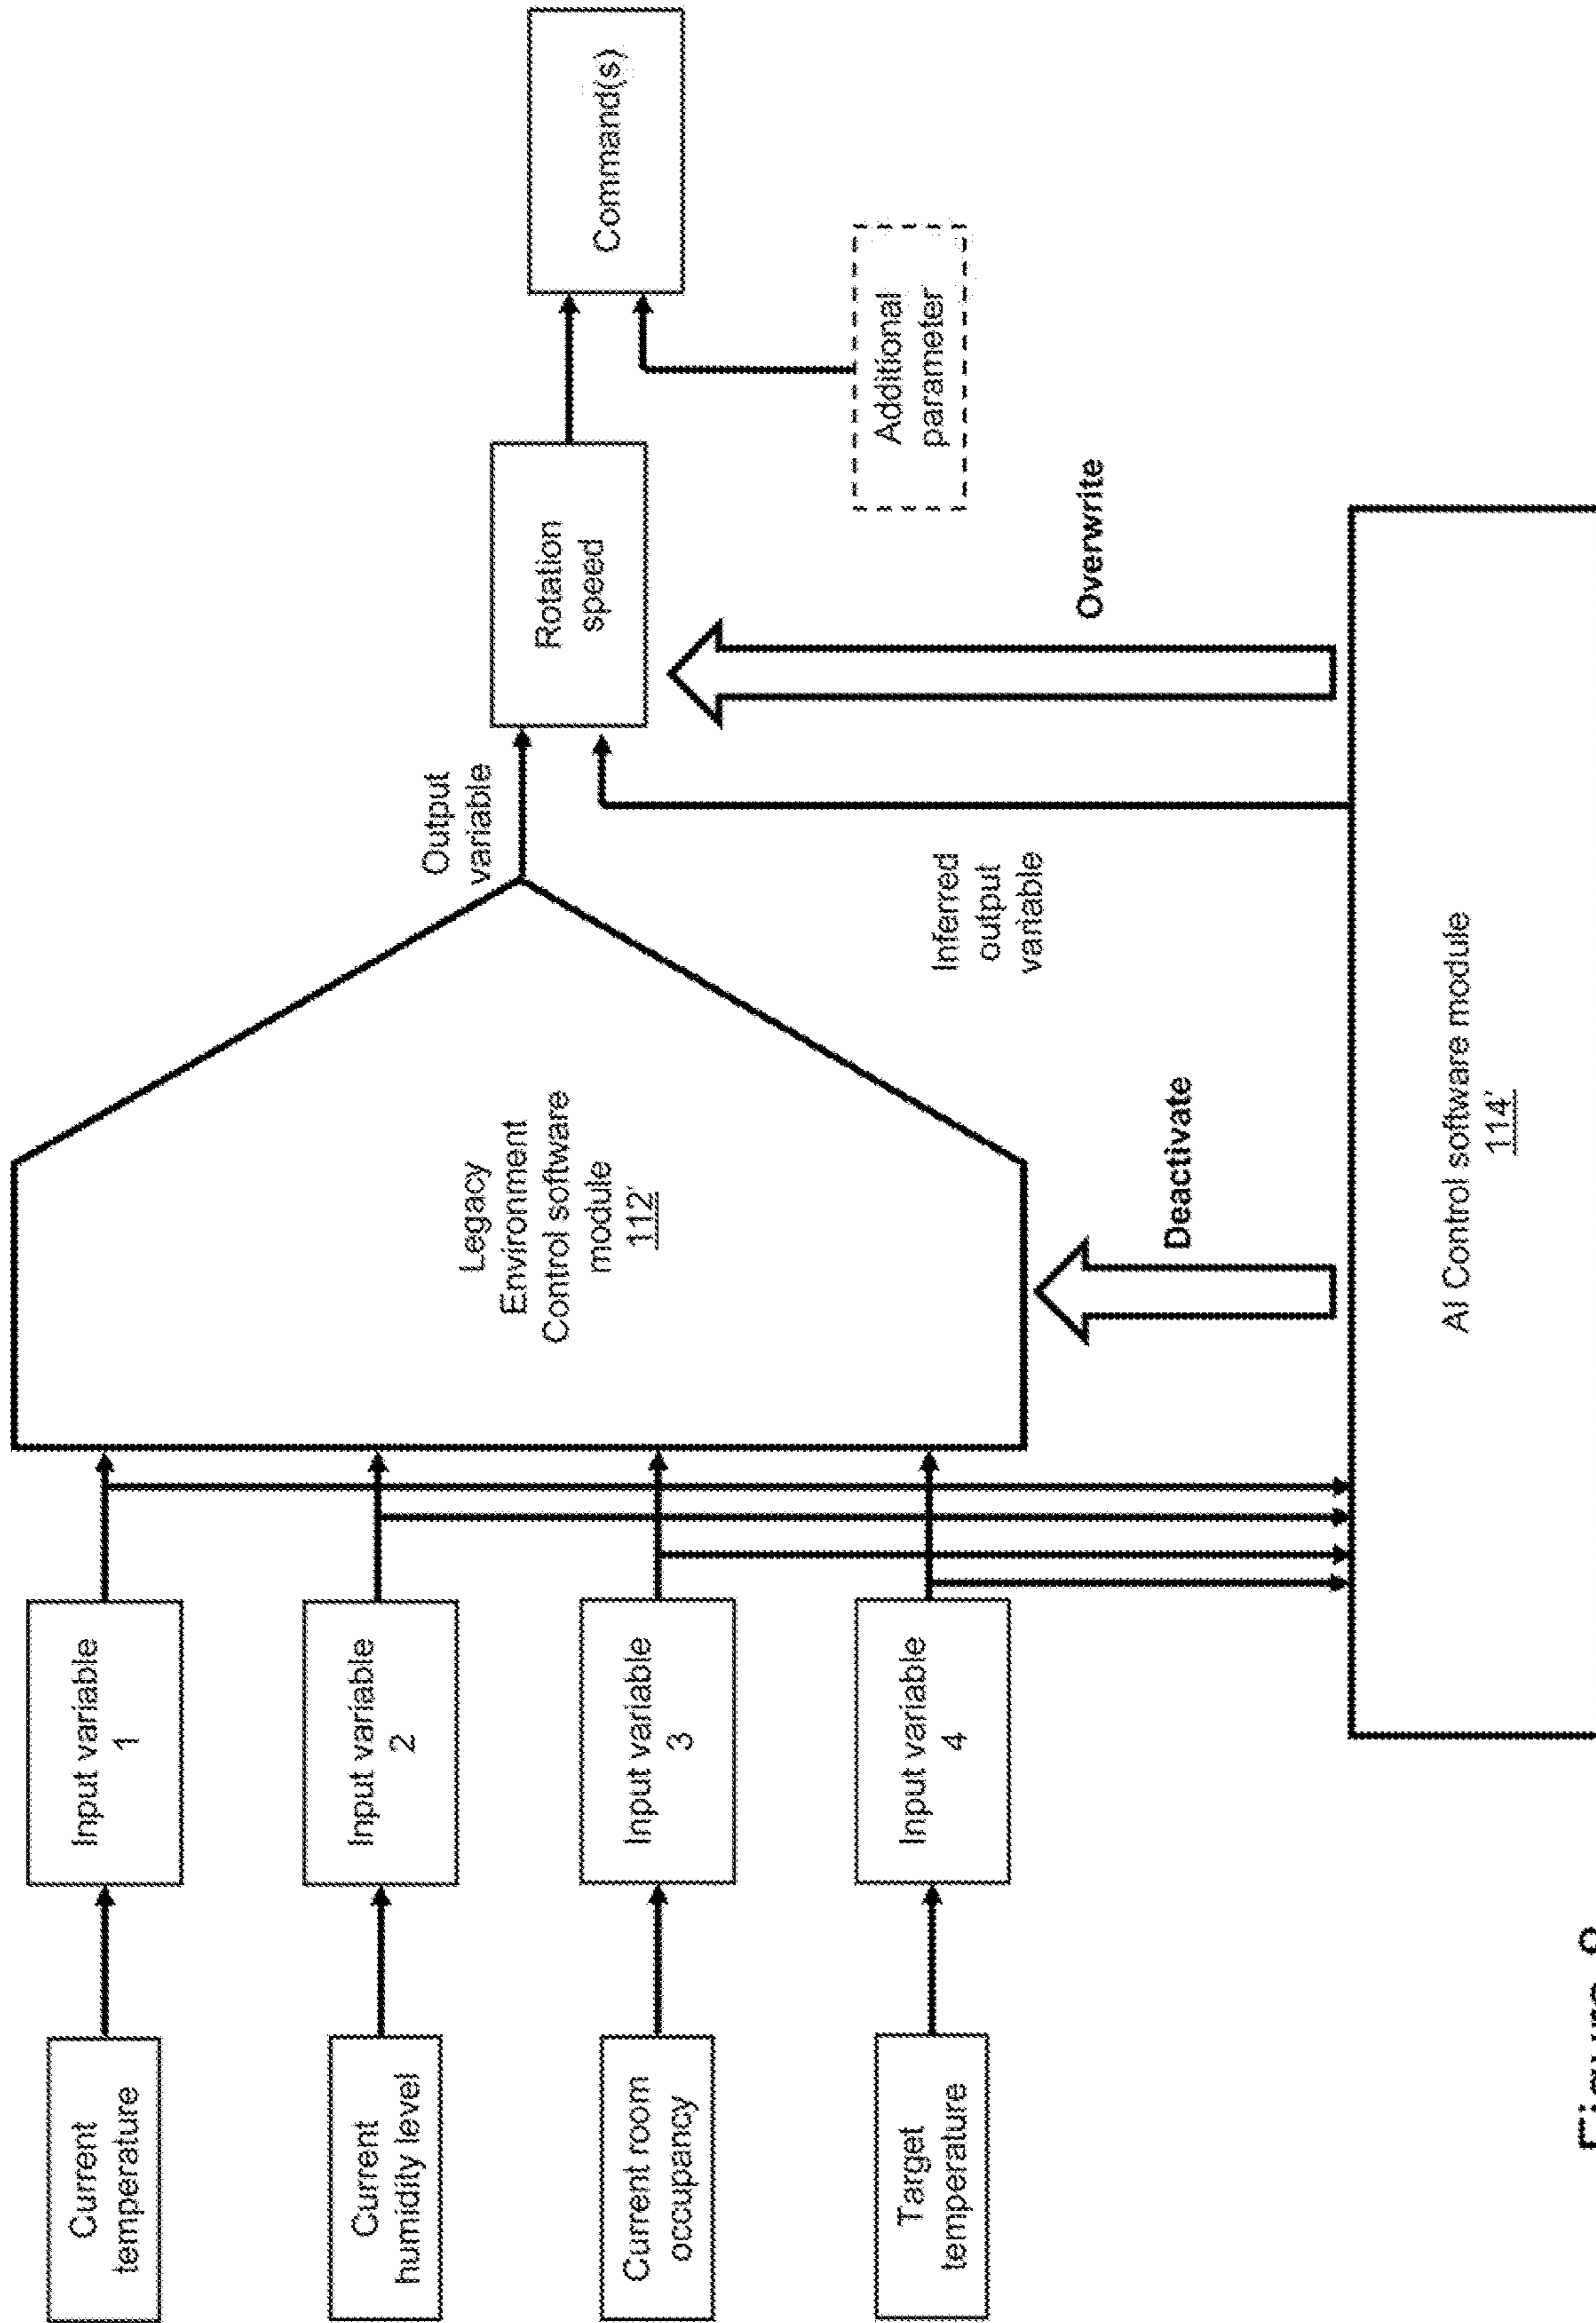 Current
temperature
Current
humidity level
Current room
occupancy
Target
temperature
Input variable
1
Input variable
2
Input variable
3
Input variable
4
Legacy
Environment
Control software
module
112'
Output
variable
Rotation
speed
Command(s)
Additional
parameter
Inferred
output
variable
Deactivate
Overwrite
AI Control software module
114'
Figure